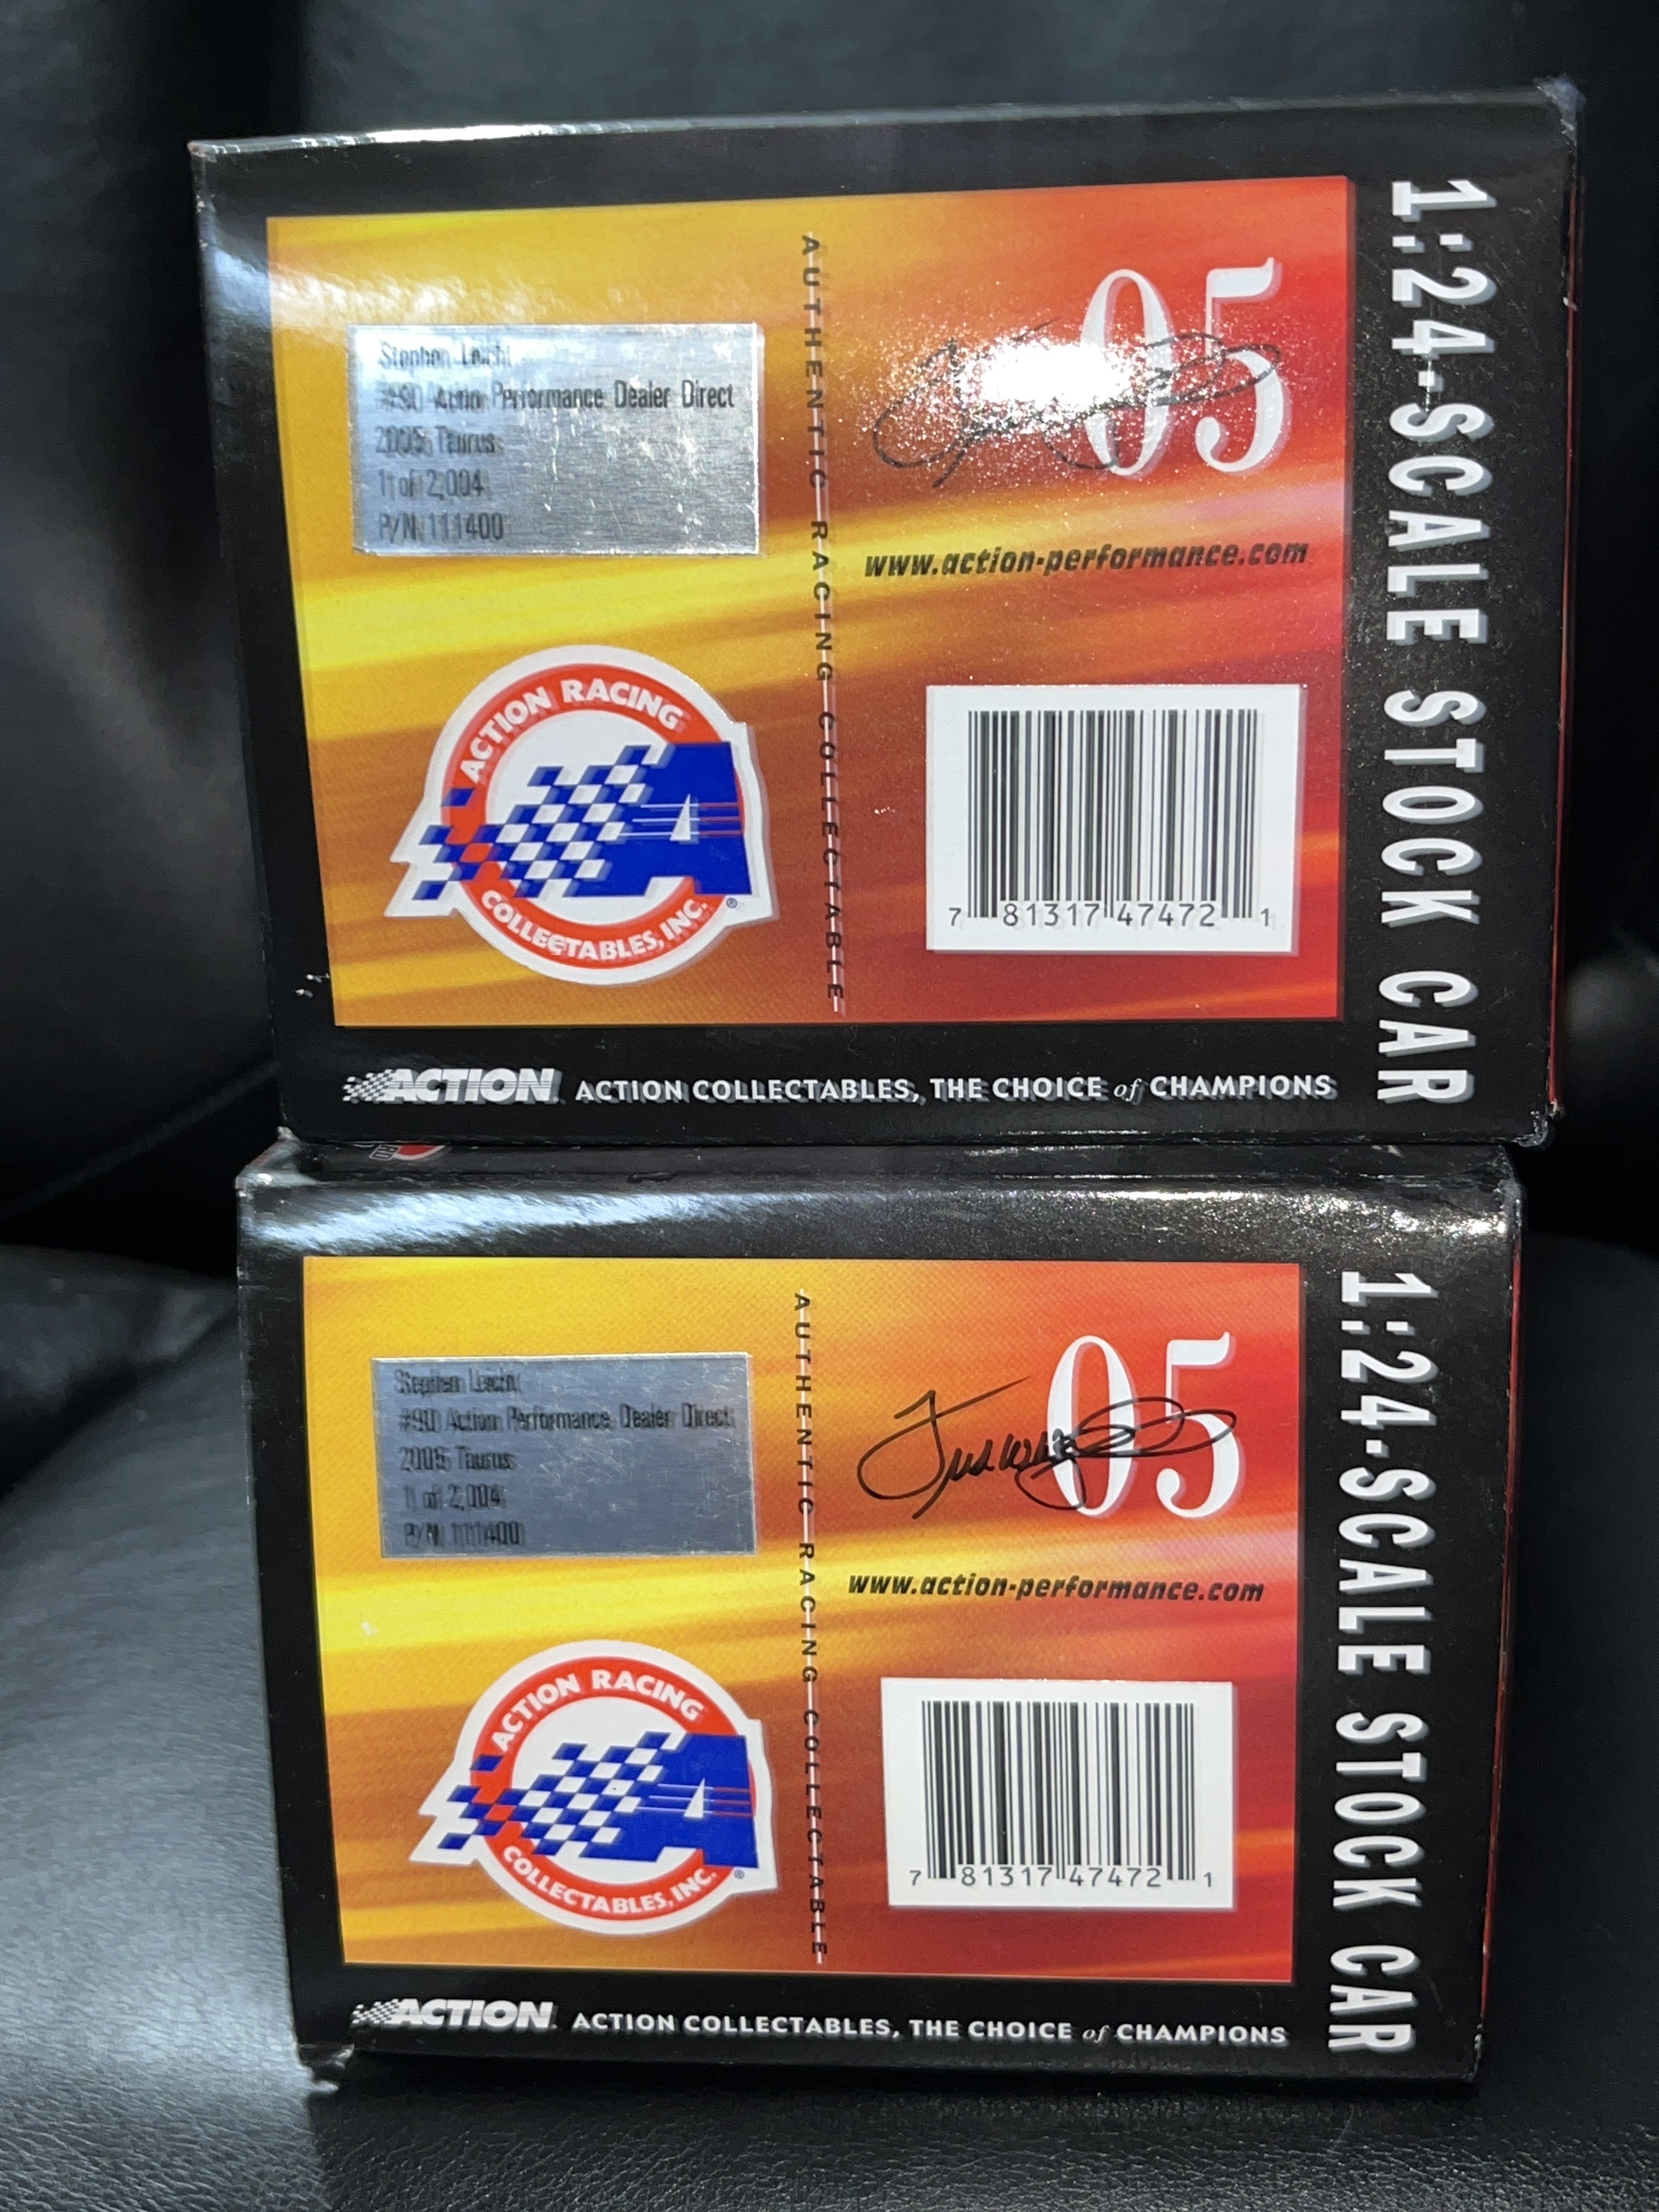 1:24-SCALE STOCK CAR
Stephen Leicht
#90 Action Performance Dealer Direct
2005 Taurus
1 of 2,004
P/N 111400
AUTHENTIC RACING COLLECTABLE
05
www.action-performance.com
ACTION RACING
COLLECTABLES, INC.
®
7 81317 47472 1
ACTION ACTION COLLECTABLES, THE CHOICE of CHAMPIONS
1:24-SCALE STOCK CAR
Stephen Leicht
#90 Action Performance Dealer Direct
2005 Taurus
1 of 2,004
P/N 111400
AUTHENTIC RACING COLLECTABLE
05
www.action-performance.com
ACTION RACING
COLLECTABLES, INC.
®
7 81317 47472 1
ACTION ACTION COLLECTABLES, THE CHOICE of CHAMPIONS